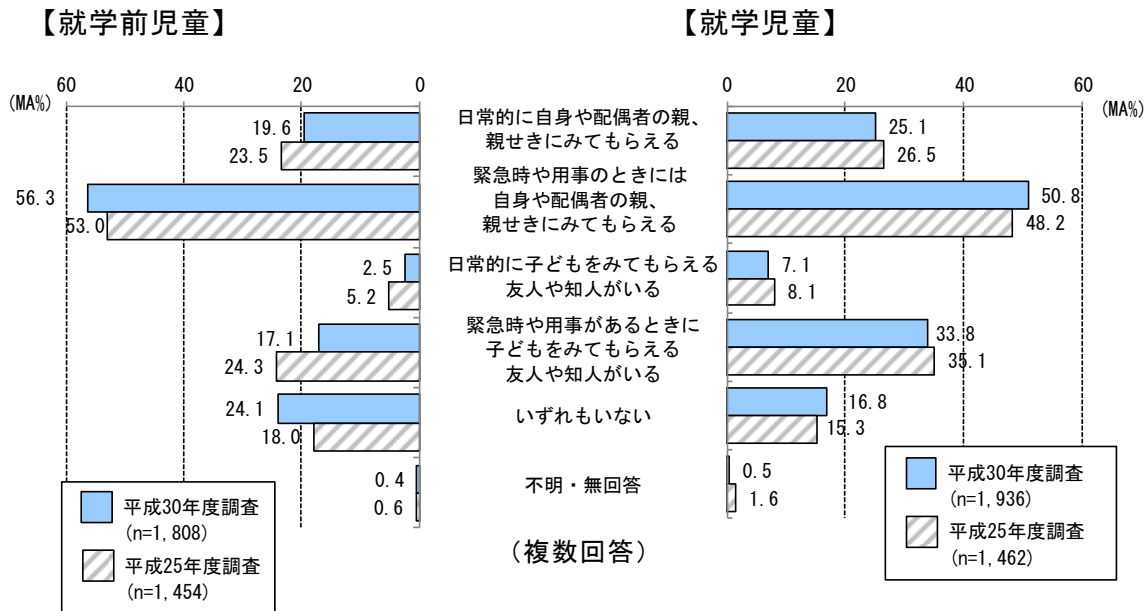 【就学前児童】
【就学児童】
60 40 20 0
(MA%)
0 20 40 60
(MA%)
19.6
23.5
日常的に自身や配偶者の親、
親せきにみてもらえる
25.1
26.5
56.3
53.0
緊急時や用事のときには
自身や配偶者の親、
親せきにみてもらえる
50.8
48.2
2.5
5.2
日常的に子どもをみてもらえる
友人や知人がいる
7.1
8.1
17.1
24.3
緊急時や用事があるときに
子どもをみてもらえる
友人や知人がいる
33.8
35.1
24.1
18.0
いずれもいない
16.8
15.3
0.4
0.6
不明・無回答
0.5
1.6
平成30年度調査
(n=1,808)
平成25年度調査
(n=1,454)
(複数回答)
平成30年度調査
(n=1,936)
平成25年度調査
(n=1,462)